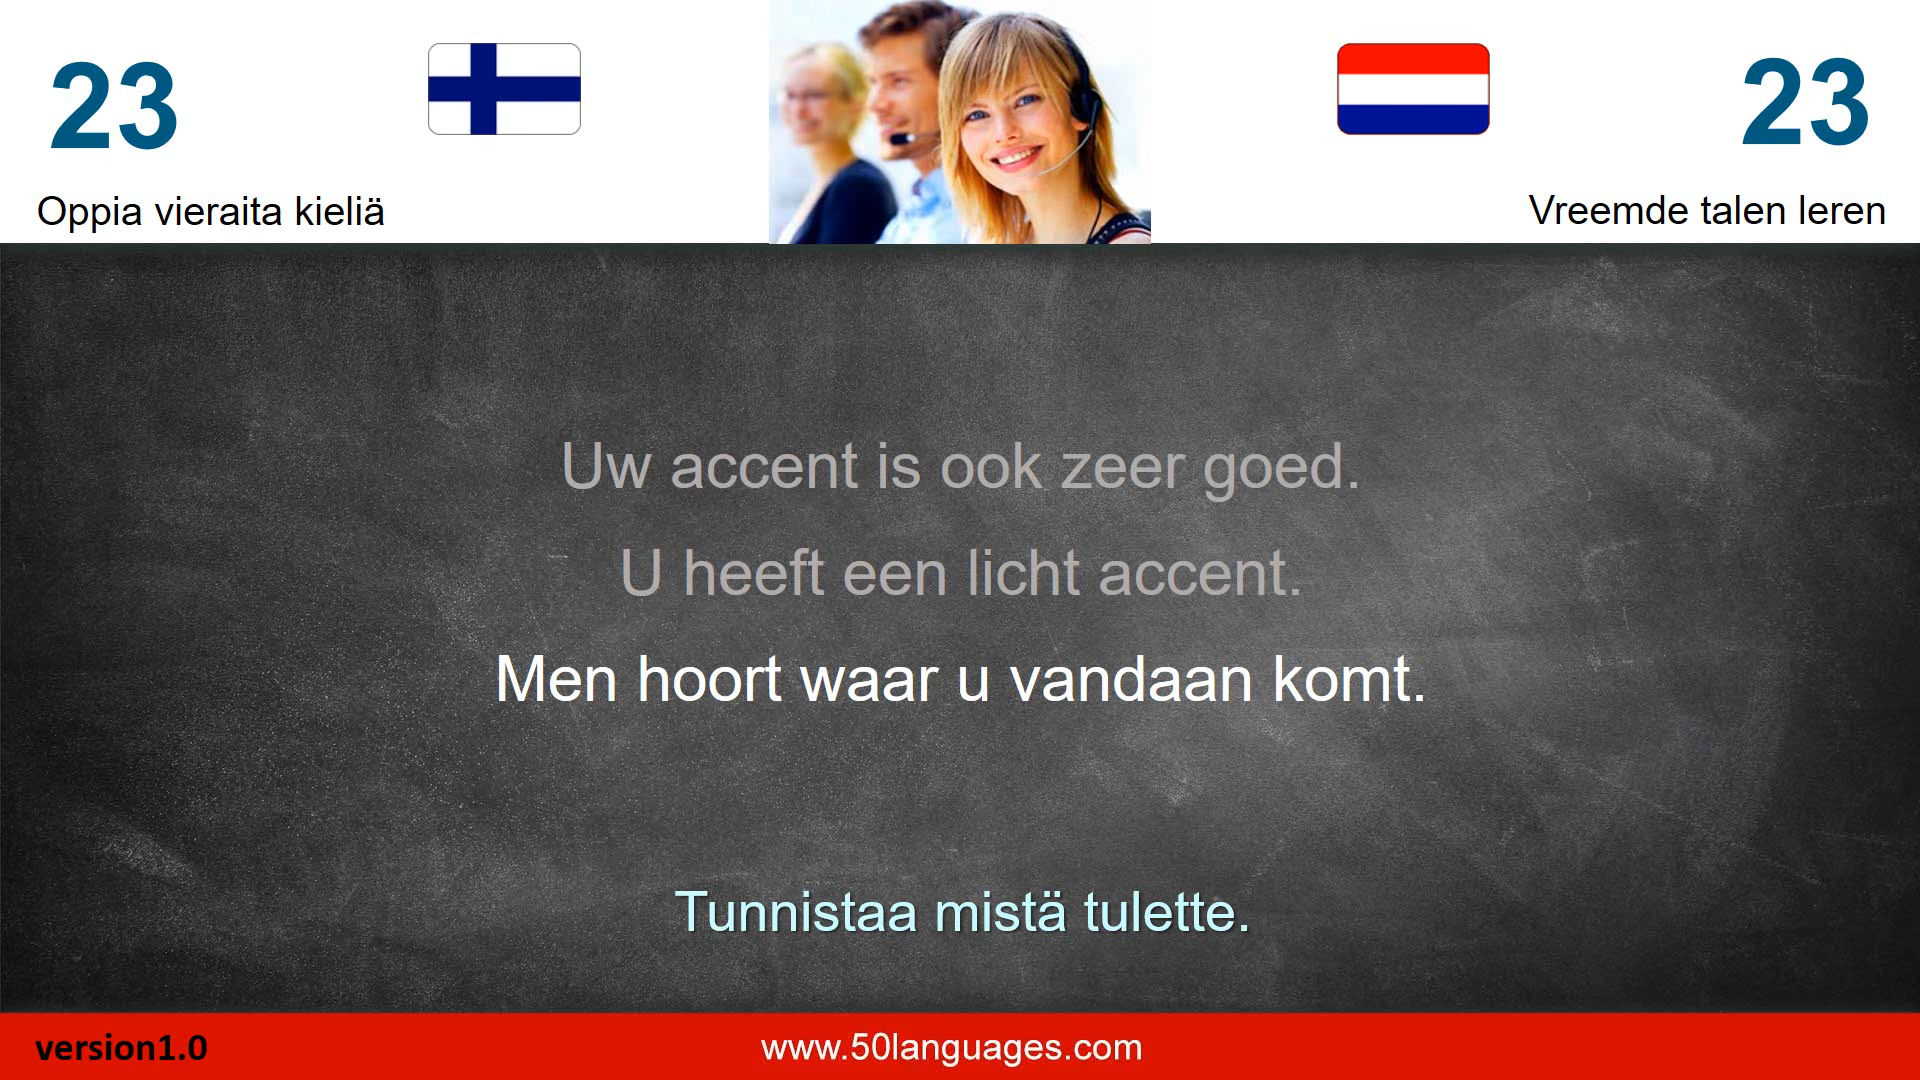 23
23
Oppia vieraita kieliä
Vreemde talen leren
Uw accent is ook zeer goed.
U heeft een licht accent.
Men hoort waar u vandaan komt.
Tunnistaa mistä tulette.
version1.0
www.50languages.com